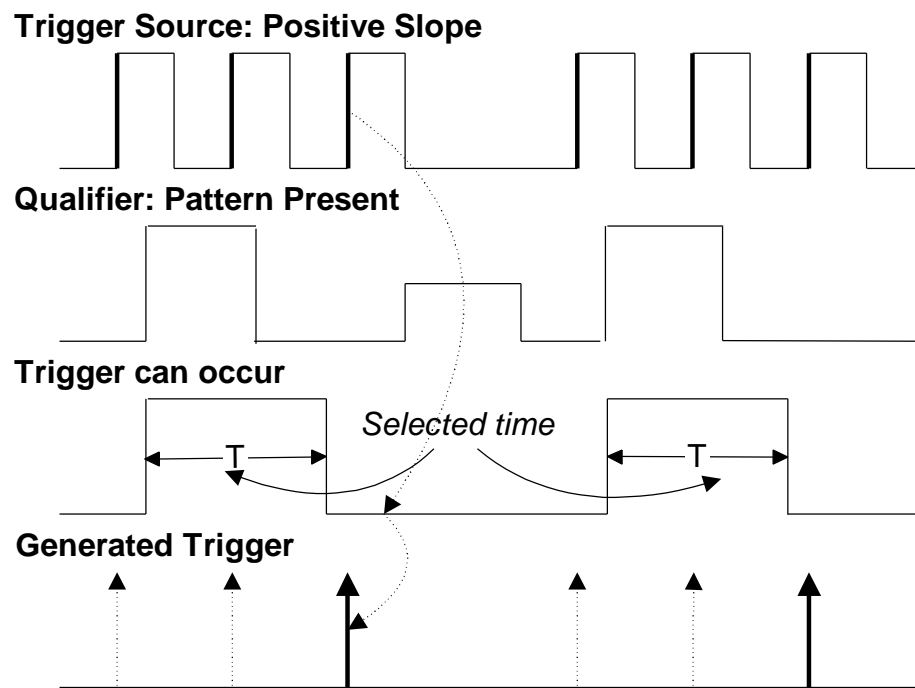 Trigger Source: Positive Slope
Qualifier: Pattern Present
Trigger can occur
Selected time
T
T
Generated Trigger